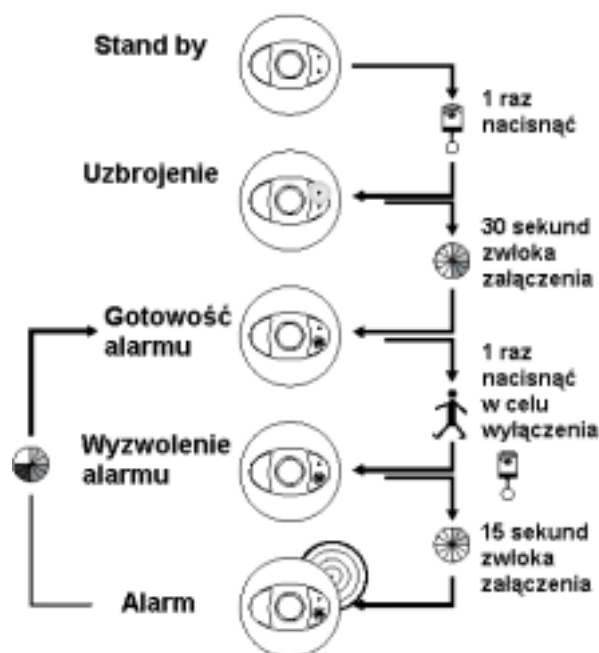 Stand by
1 raz
nacisnąć
Uzbrojenie
30 sekund
zwłoka
załączenia
Gotowość
alarmu
1 raz
nacisnąć
w celu
wyłączenia
Wyzwolenie
alarmu
15 sekund
zwłoka
załączenia
Alarm